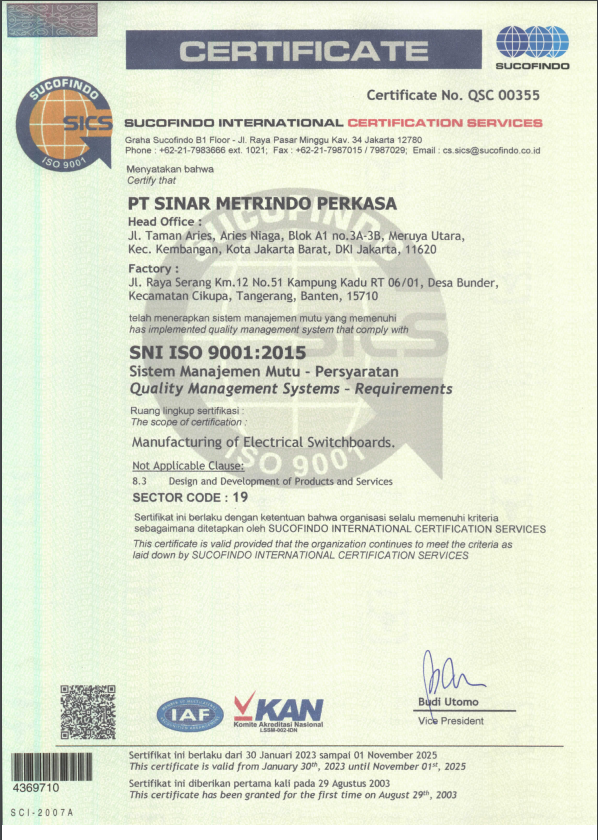 CERTIFICATE
SUCOFINDO
Certificate No. QSC 00355
SUCOFINDO
SICS
ISO 9001
SUCOFINDO INTERNATIONAL CERTIFICATION SERVICES
Graha Sucofindo B1 Floor - Jl. Raya Pasar Minggu Kav. 34 Jakarta 12780
Phone : +62-21-7983666 ext. 1021; Fax : +62-21-7987015 / 7987029; Email : cs.sics@sucofindo.co.id
Menyatakan bahwa
Certify that
PT SINAR METRINDO PERKASA
Head Office :
Jl. Taman Aries, Aries Niaga, Blok A1 no.3A-3B, Meruya Utara,
Kec. Kembangan, Kota Jakarta Barat, DKI Jakarta, 11620
Factory :
Jl. Raya Serang Km.12 No.51 Kampung Kadu RT 06/01, Desa Bunder,
Kecamatan Cikupa, Tangerang, Banten, 15710
telah menerapkan sistem manajemen mutu yang memenuhi
has implemented quality management system that comply with
SNI ISO 9001:2015
Sistem Manajemen Mutu - Persyaratan
Quality Management Systems – Requirements
Ruang lingkup sertifikasi :
The scope of certification :
Manufacturing of Electrical Switchboards.
Not Applicable Clause:
8.3 Design and Development of Products and Services
SECTOR CODE : 19
SUCOFINDO
SICS
ISO 9001
Sertifikat ini berlaku dengan ketentuan bahwa organisasi selalu memenuhi kriteria
sebagaimana ditetapkan oleh SUCOFINDO INTERNATIONAL CERTIFICATION SERVICES
This certificate is valid provided that the organization continues to meet the criteria as
laid down by SUCOFINDO INTERNATIONAL CERTIFICATION SERVICES
Budi Utomo
Vice President
IAF
KAN
Komite Akreditasi Nasional
LSSM-002-IDN
Sertifikat ini berlaku dari 30 Januari 2023 sampai 01 November 2025
This certificate is valid from January 30th, 2023 until November 01st, 2025
Sertifikat ini diberikan pertama kali pada 29 Agustus 2003
This certificate has been granted for the first time on August 29th, 2003
4369710
SCI-2007A